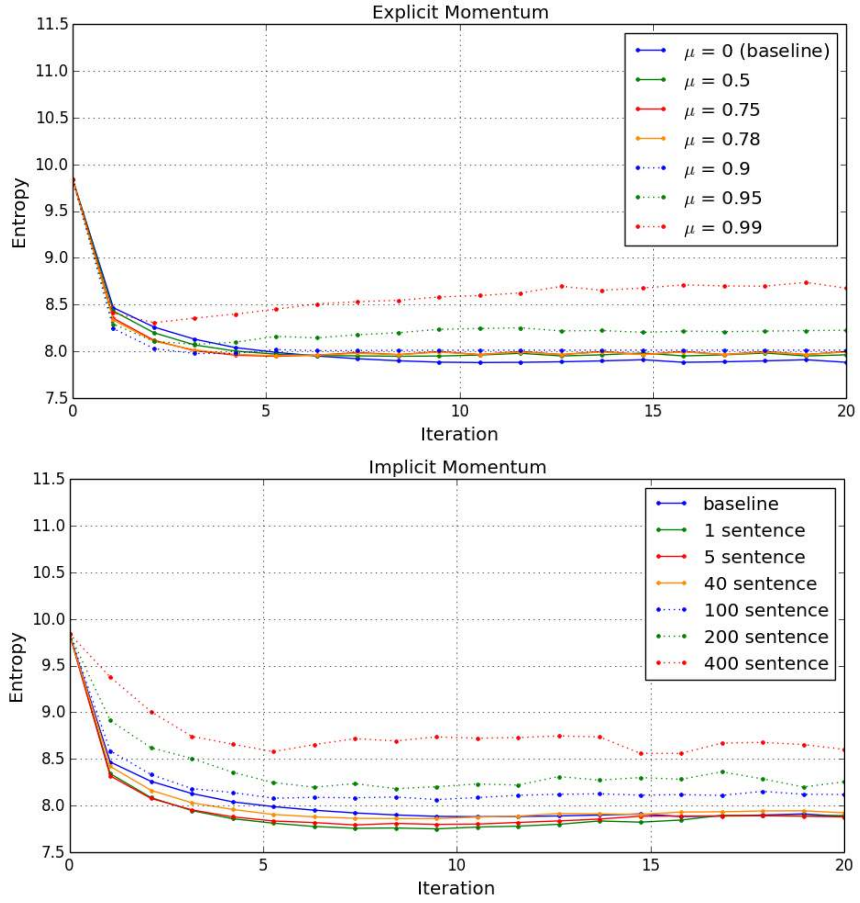 Explicit Momentum
11.5
11.0
10.5
10.0
9.5
9.0
8.5
8.0
7.5
Entropy
μ = 0 (baseline)
μ = 0.5
μ = 0.75
μ = 0.78
μ = 0.9
μ = 0.95
μ = 0.99
0 5 10 15 20
Iteration
Implicit Momentum
11.5
11.0
10.5
10.0
9.5
9.0
8.5
8.0
7.5
Entropy
baseline
1 sentence
5 sentence
40 sentence
100 sentence
200 sentence
400 sentence
0 5 10 15 20
Iteration